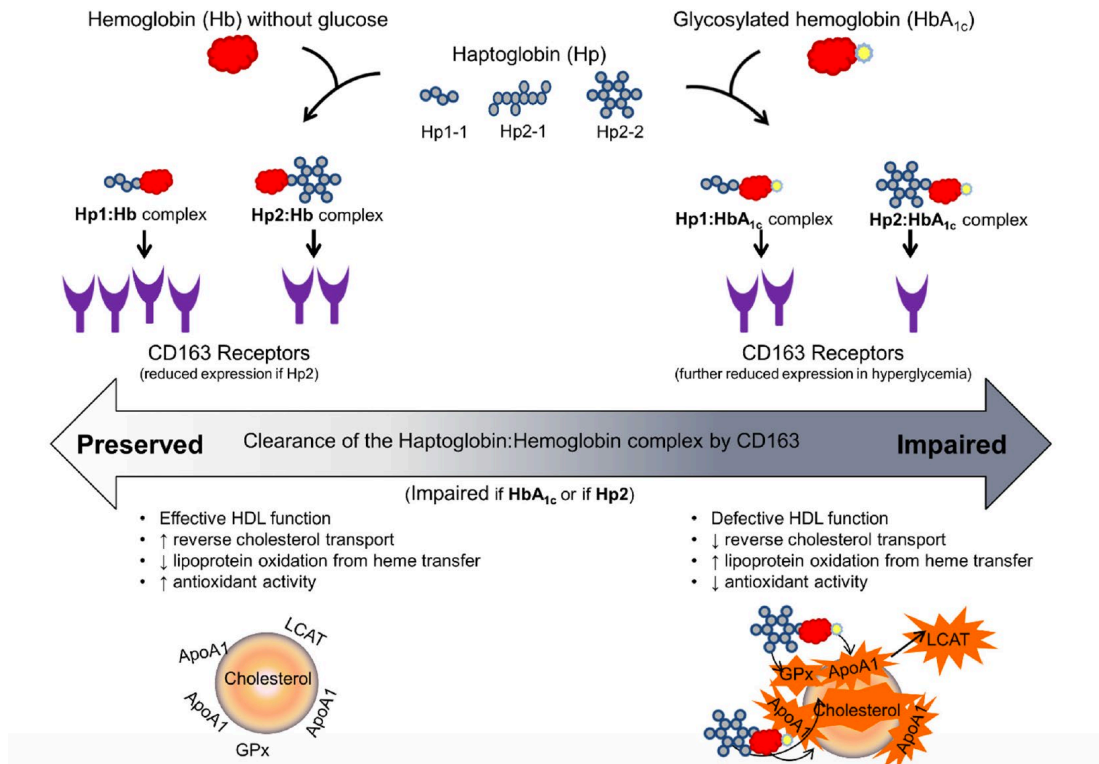 Hemoglobin (Hb) without glucose
Glycosylated hemoglobin (HbA1c)
Haptoglobin (Hp)
Hp1-1
Hp2-1
Hp2-2
Hp1:Hb complex
Hp2:Hb complex
Hp1:HbA1c complex
Hp2:HbA1c complex
CD163 Receptors
(reduced expression if Hp2)
CD163 Receptors
(further reduced expression in hyperglycemia)
Preserved
Clearance of the Haptoglobin:Hemoglobin complex by CD163
Impaired
(Impaired if HbA1c or if Hp2)
• Effective HDL function
• ↑ reverse cholesterol transport
• ↓ lipoprotein oxidation from heme transfer
• ↑ antioxidant activity
• Defective HDL function
• ↓ reverse cholesterol transport
• ↑ lipoprotein oxidation from heme transfer
• ↓ antioxidant activity
LCAT
ApoA1
Cholesterol
ApoA1
ApoA1
GPx
LCAT
GPx
ApoA1
Cholesterol
ApoA1
ApoA1